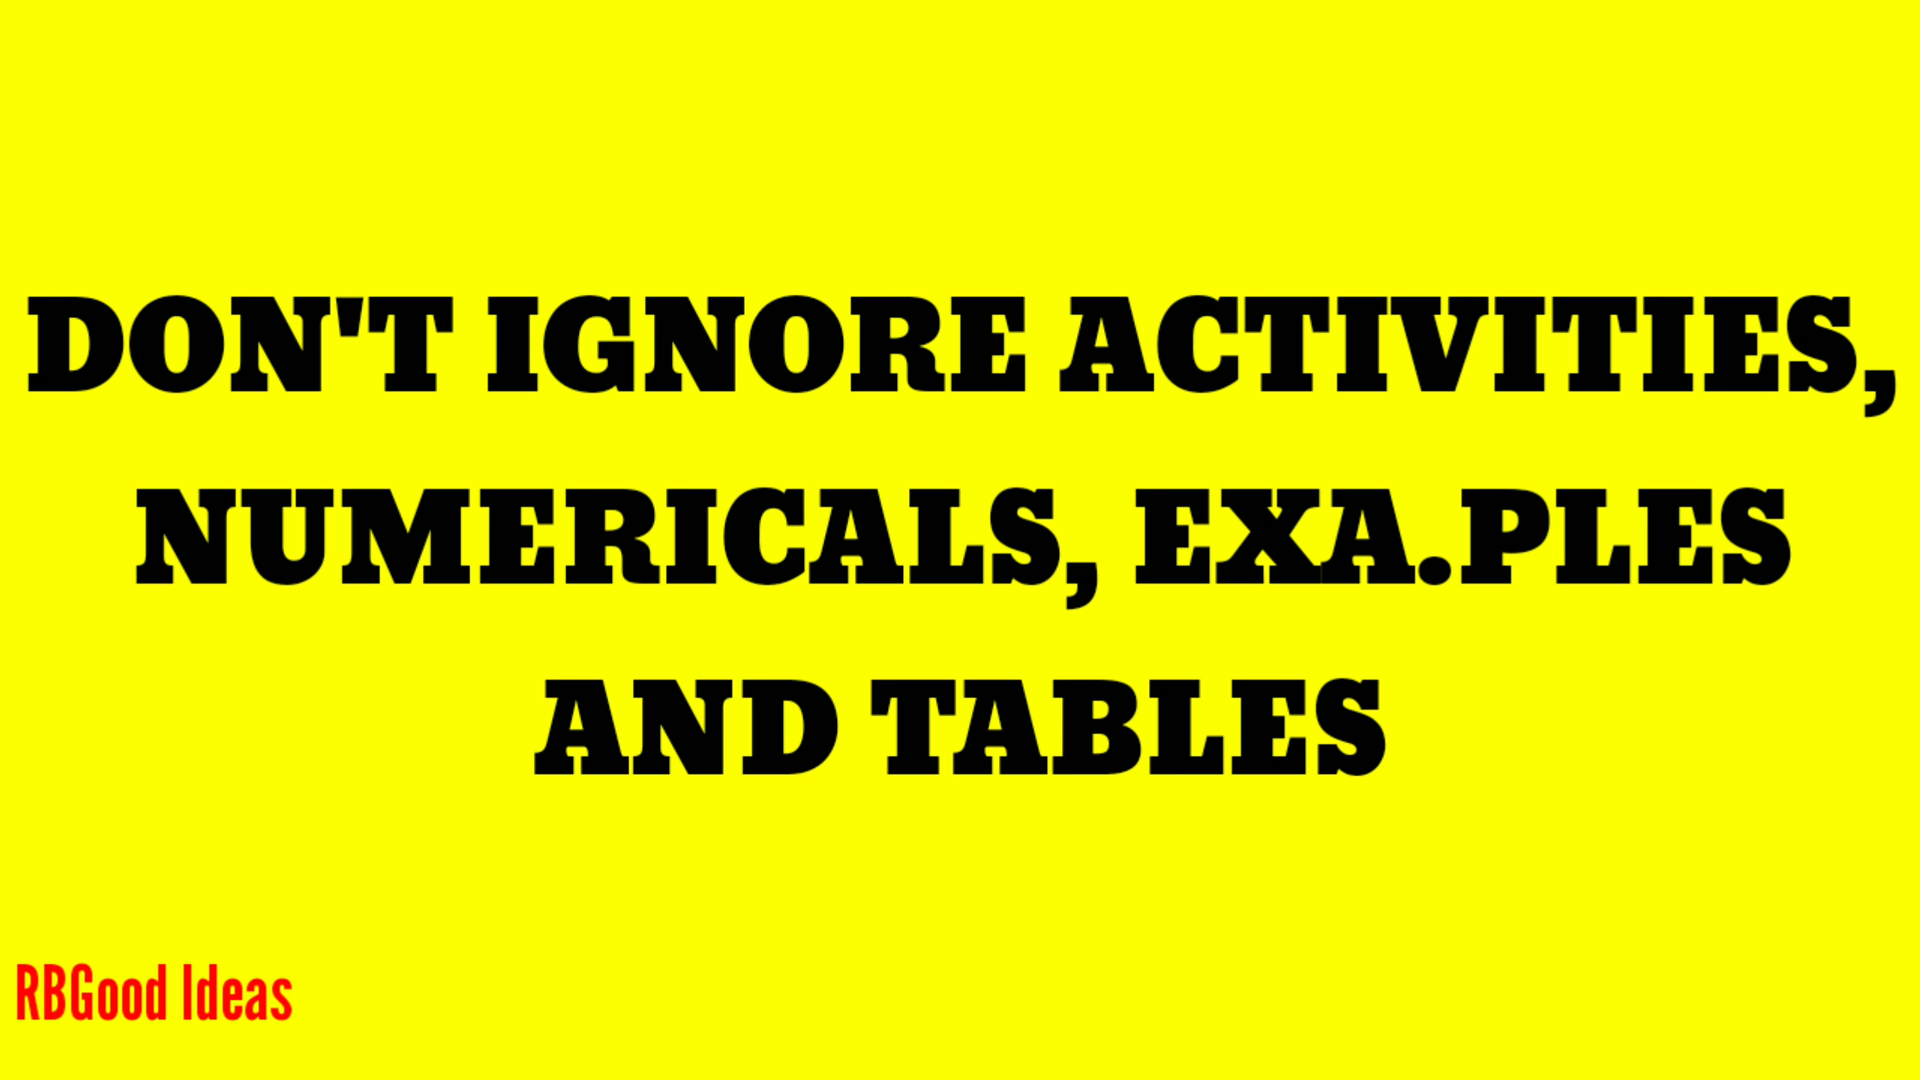 DON'T IGNORE ACTIVITIES,
NUMERICALS, EXA.PLES
AND TABLES
RBGood Ideas